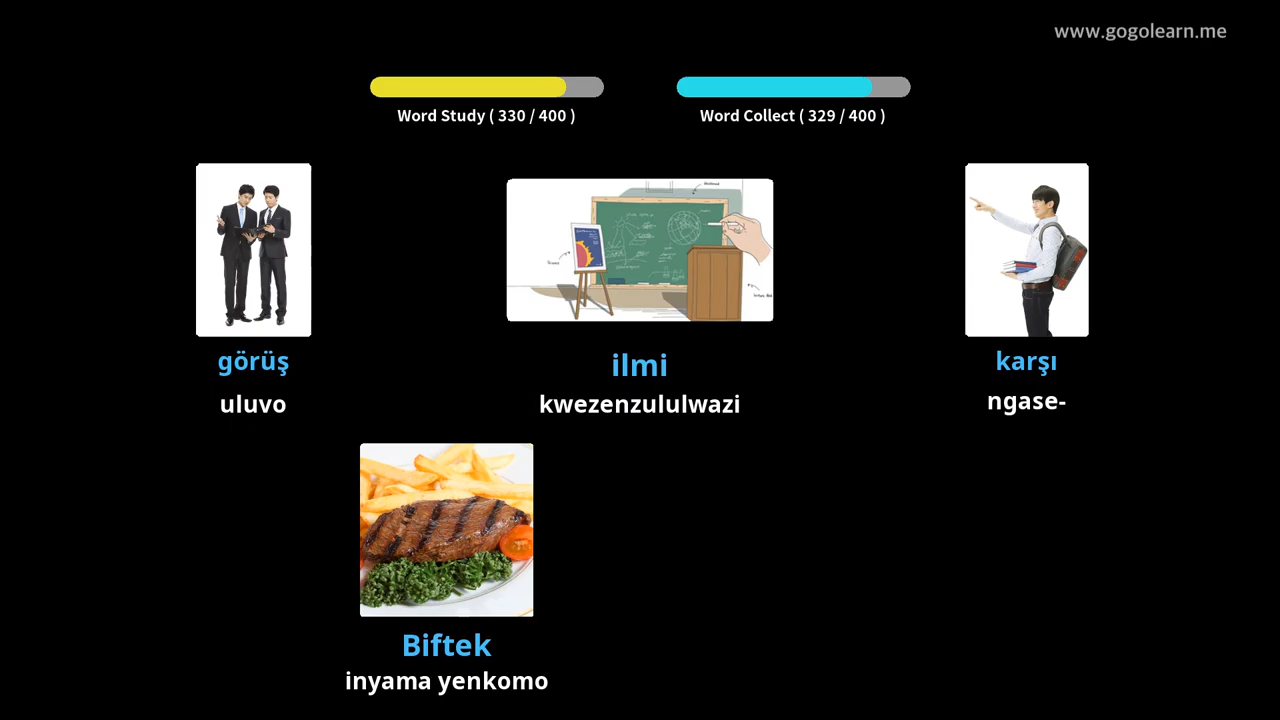 www.gogolearn.me
Word Study ( 330 / 400 )
Word Collect ( 329 / 400 )
görüş
uluvo
ilmi
kwezenzululwazi
karşı
ngase-
Biftek
inyama yenkomo